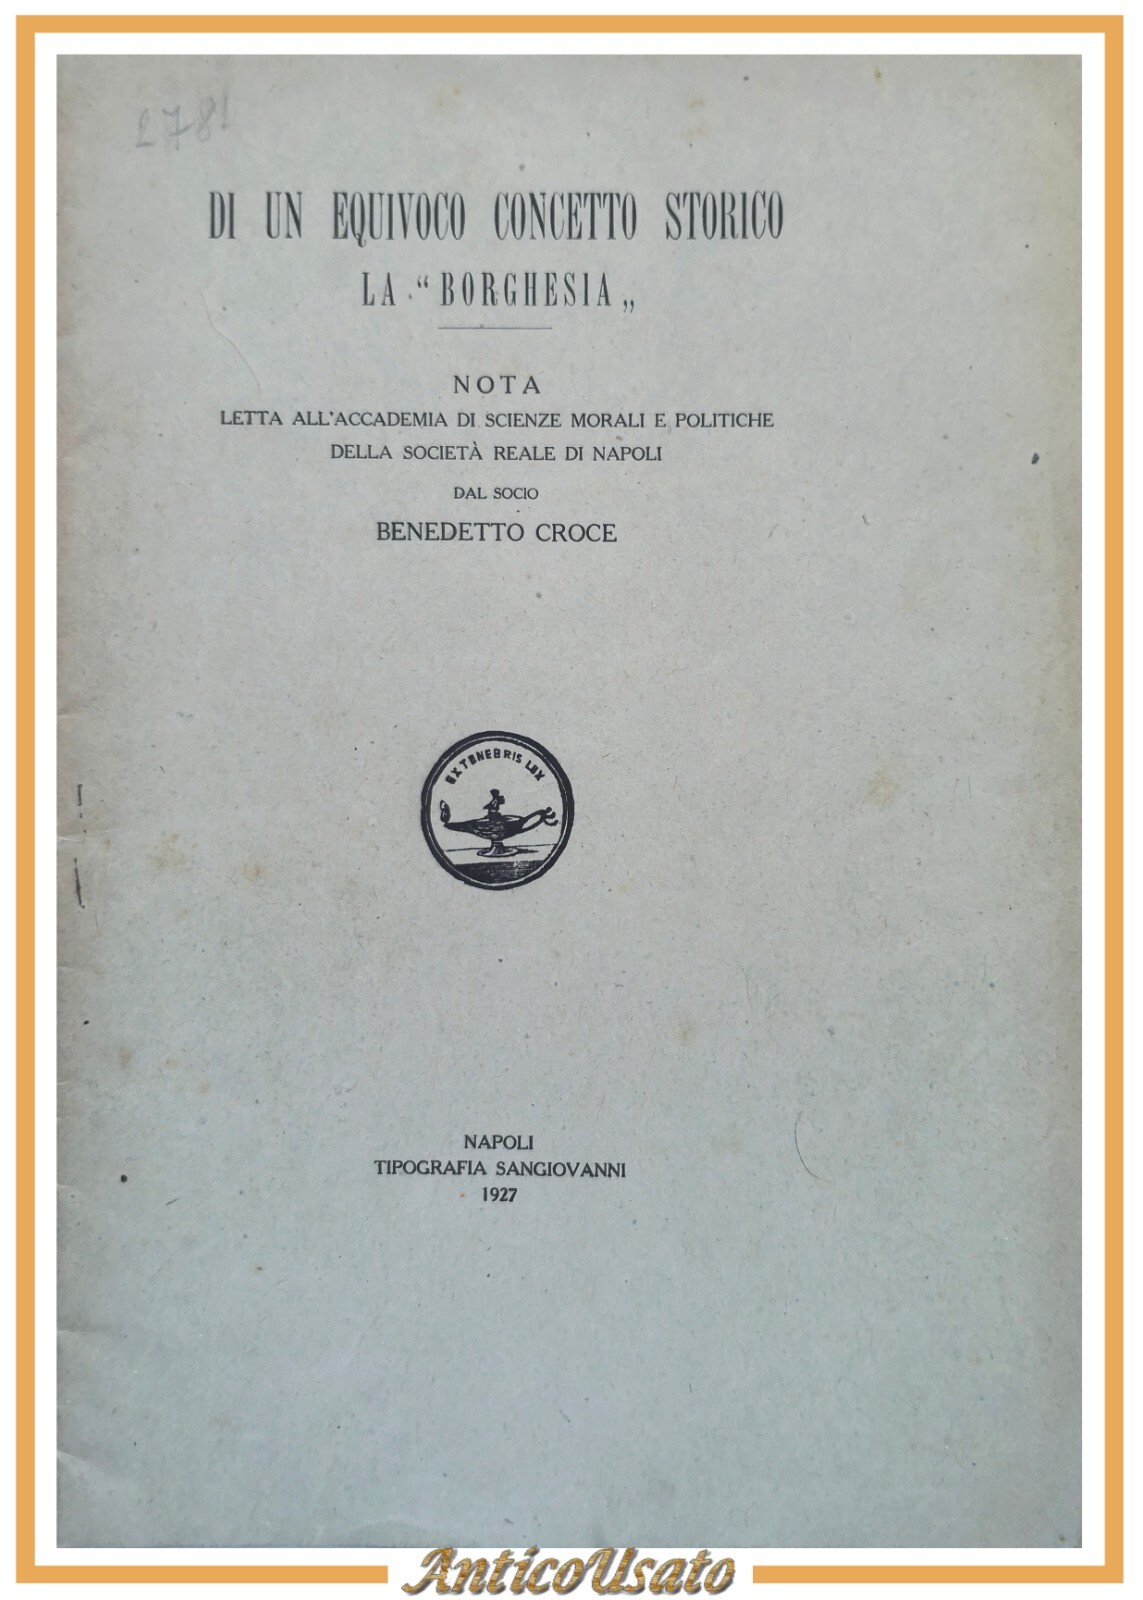 2781
DI UN EQUIVOCO CONCETTO STORICO
LA “BORGHESIA„
NOTA
LETTA ALL'ACCADEMIA DI SCIENZE MORALI E POLITICHE
DELLA SOCIETÀ REALE DI NAPOLI
DAL SOCIO
BENEDETTO CROCE
EX TENEBRIS LUX
NAPOLI
TIPOGRAFIA SANGIOVANNI
1927
AnticoUsato